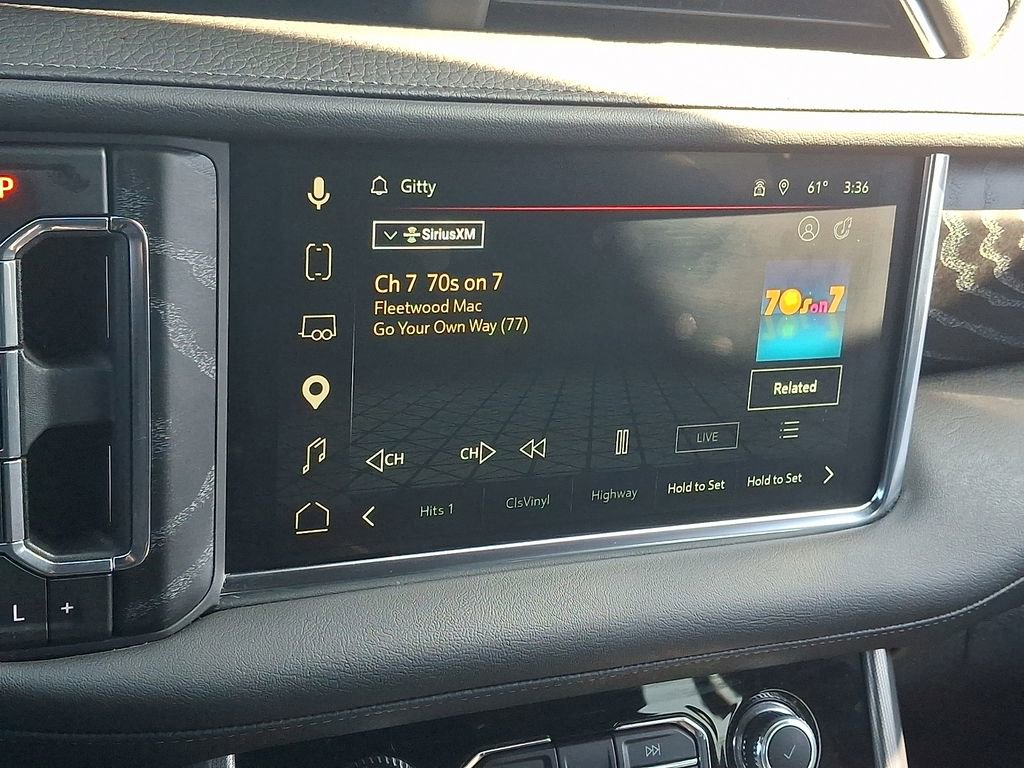 P
Gitty
61° 3:36
SiriusXM
Ch 7 70s on 7
Fleetwood Mac
Go Your Own Way (77)
70s on 7
Related
CH
CH
LIVE
Hits 1
ClsVinyl
Highway
Hold to Set
Hold to Set
L
+